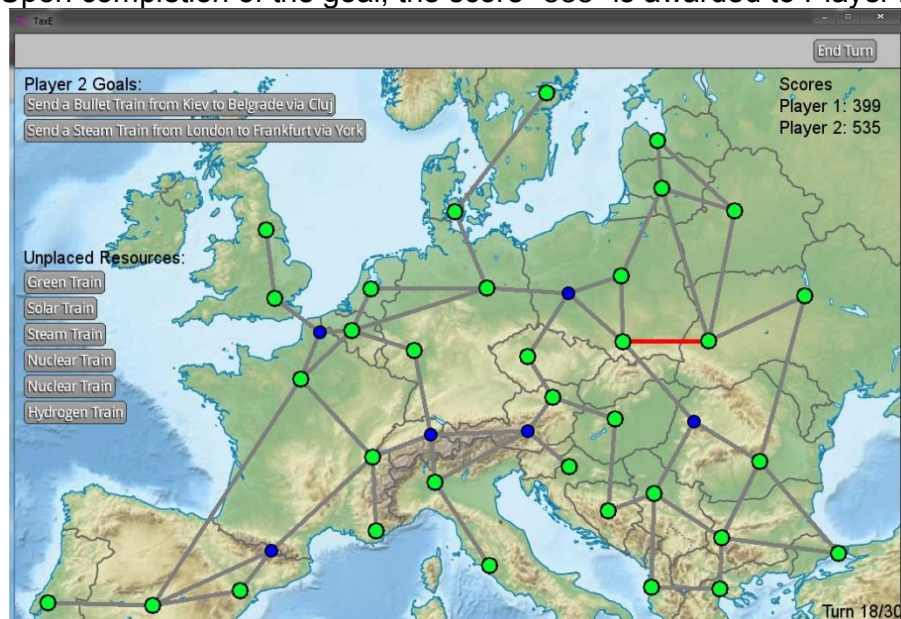 TaxE
End Turn
Player 2 Goals:
Send a Bullet Train from Kiev to Belgrade via Cluj
Send a Steam Train from London to Frankfurt via York
Scores
Player 1: 399
Player 2: 535
Unplaced Resources:
Green Train
Solar Train
Steam Train
Nuclear Train
Nuclear Train
Hydrogen Train
Turn 18/30